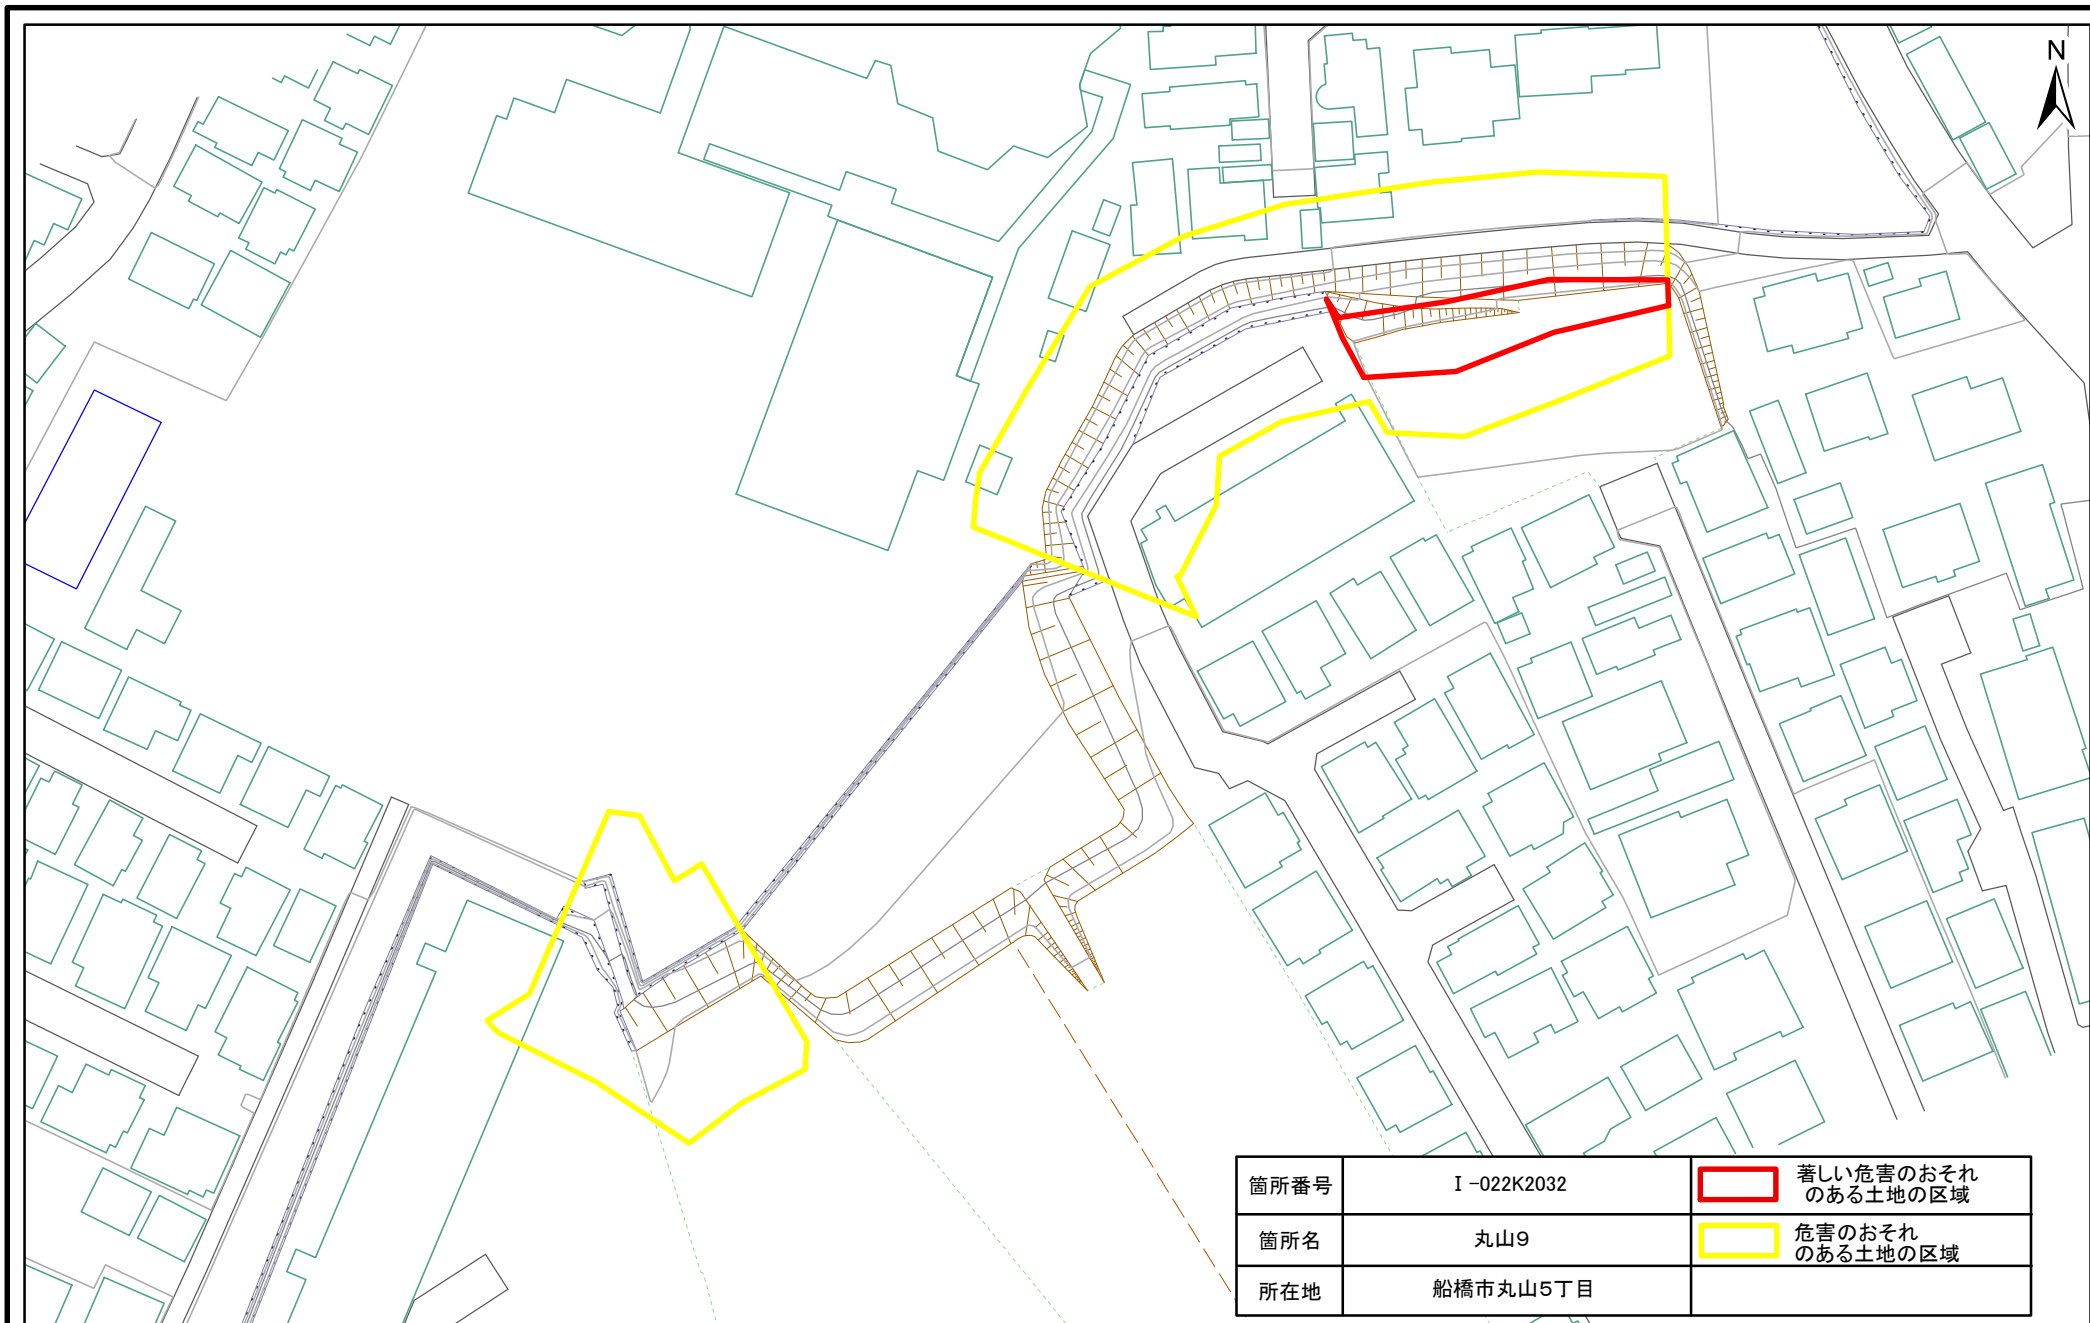 N
箇所番号
Ⅰ-022K2032
著しい危害のおそれ
のある土地の区域
箇所名
丸山9
危害のおそれ
のある土地の区域
所在地
船橋市丸山5丁目